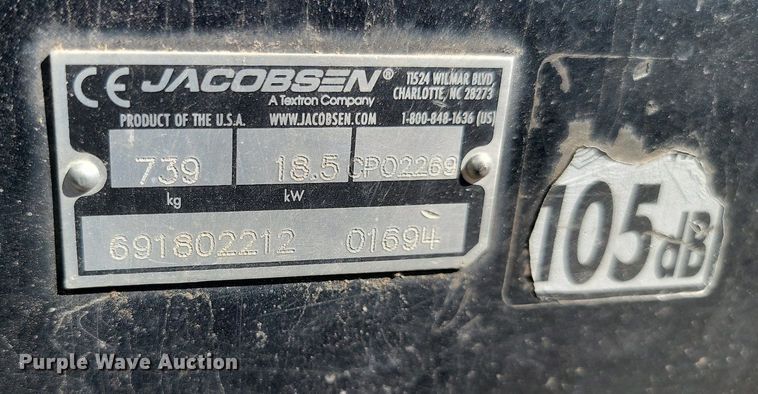 CE JACOBSEN®
A Textron Company
11524 WILMAR BLVD
CHARLOTTE, NC 28273
PRODUCT OF THE U.S.A.
WWW.JACOBSEN.COM
1-800-848-1636 (US)
739
kg
18.5
kW
CP02269
691802212 01694
105dB
Purple Wave Auction